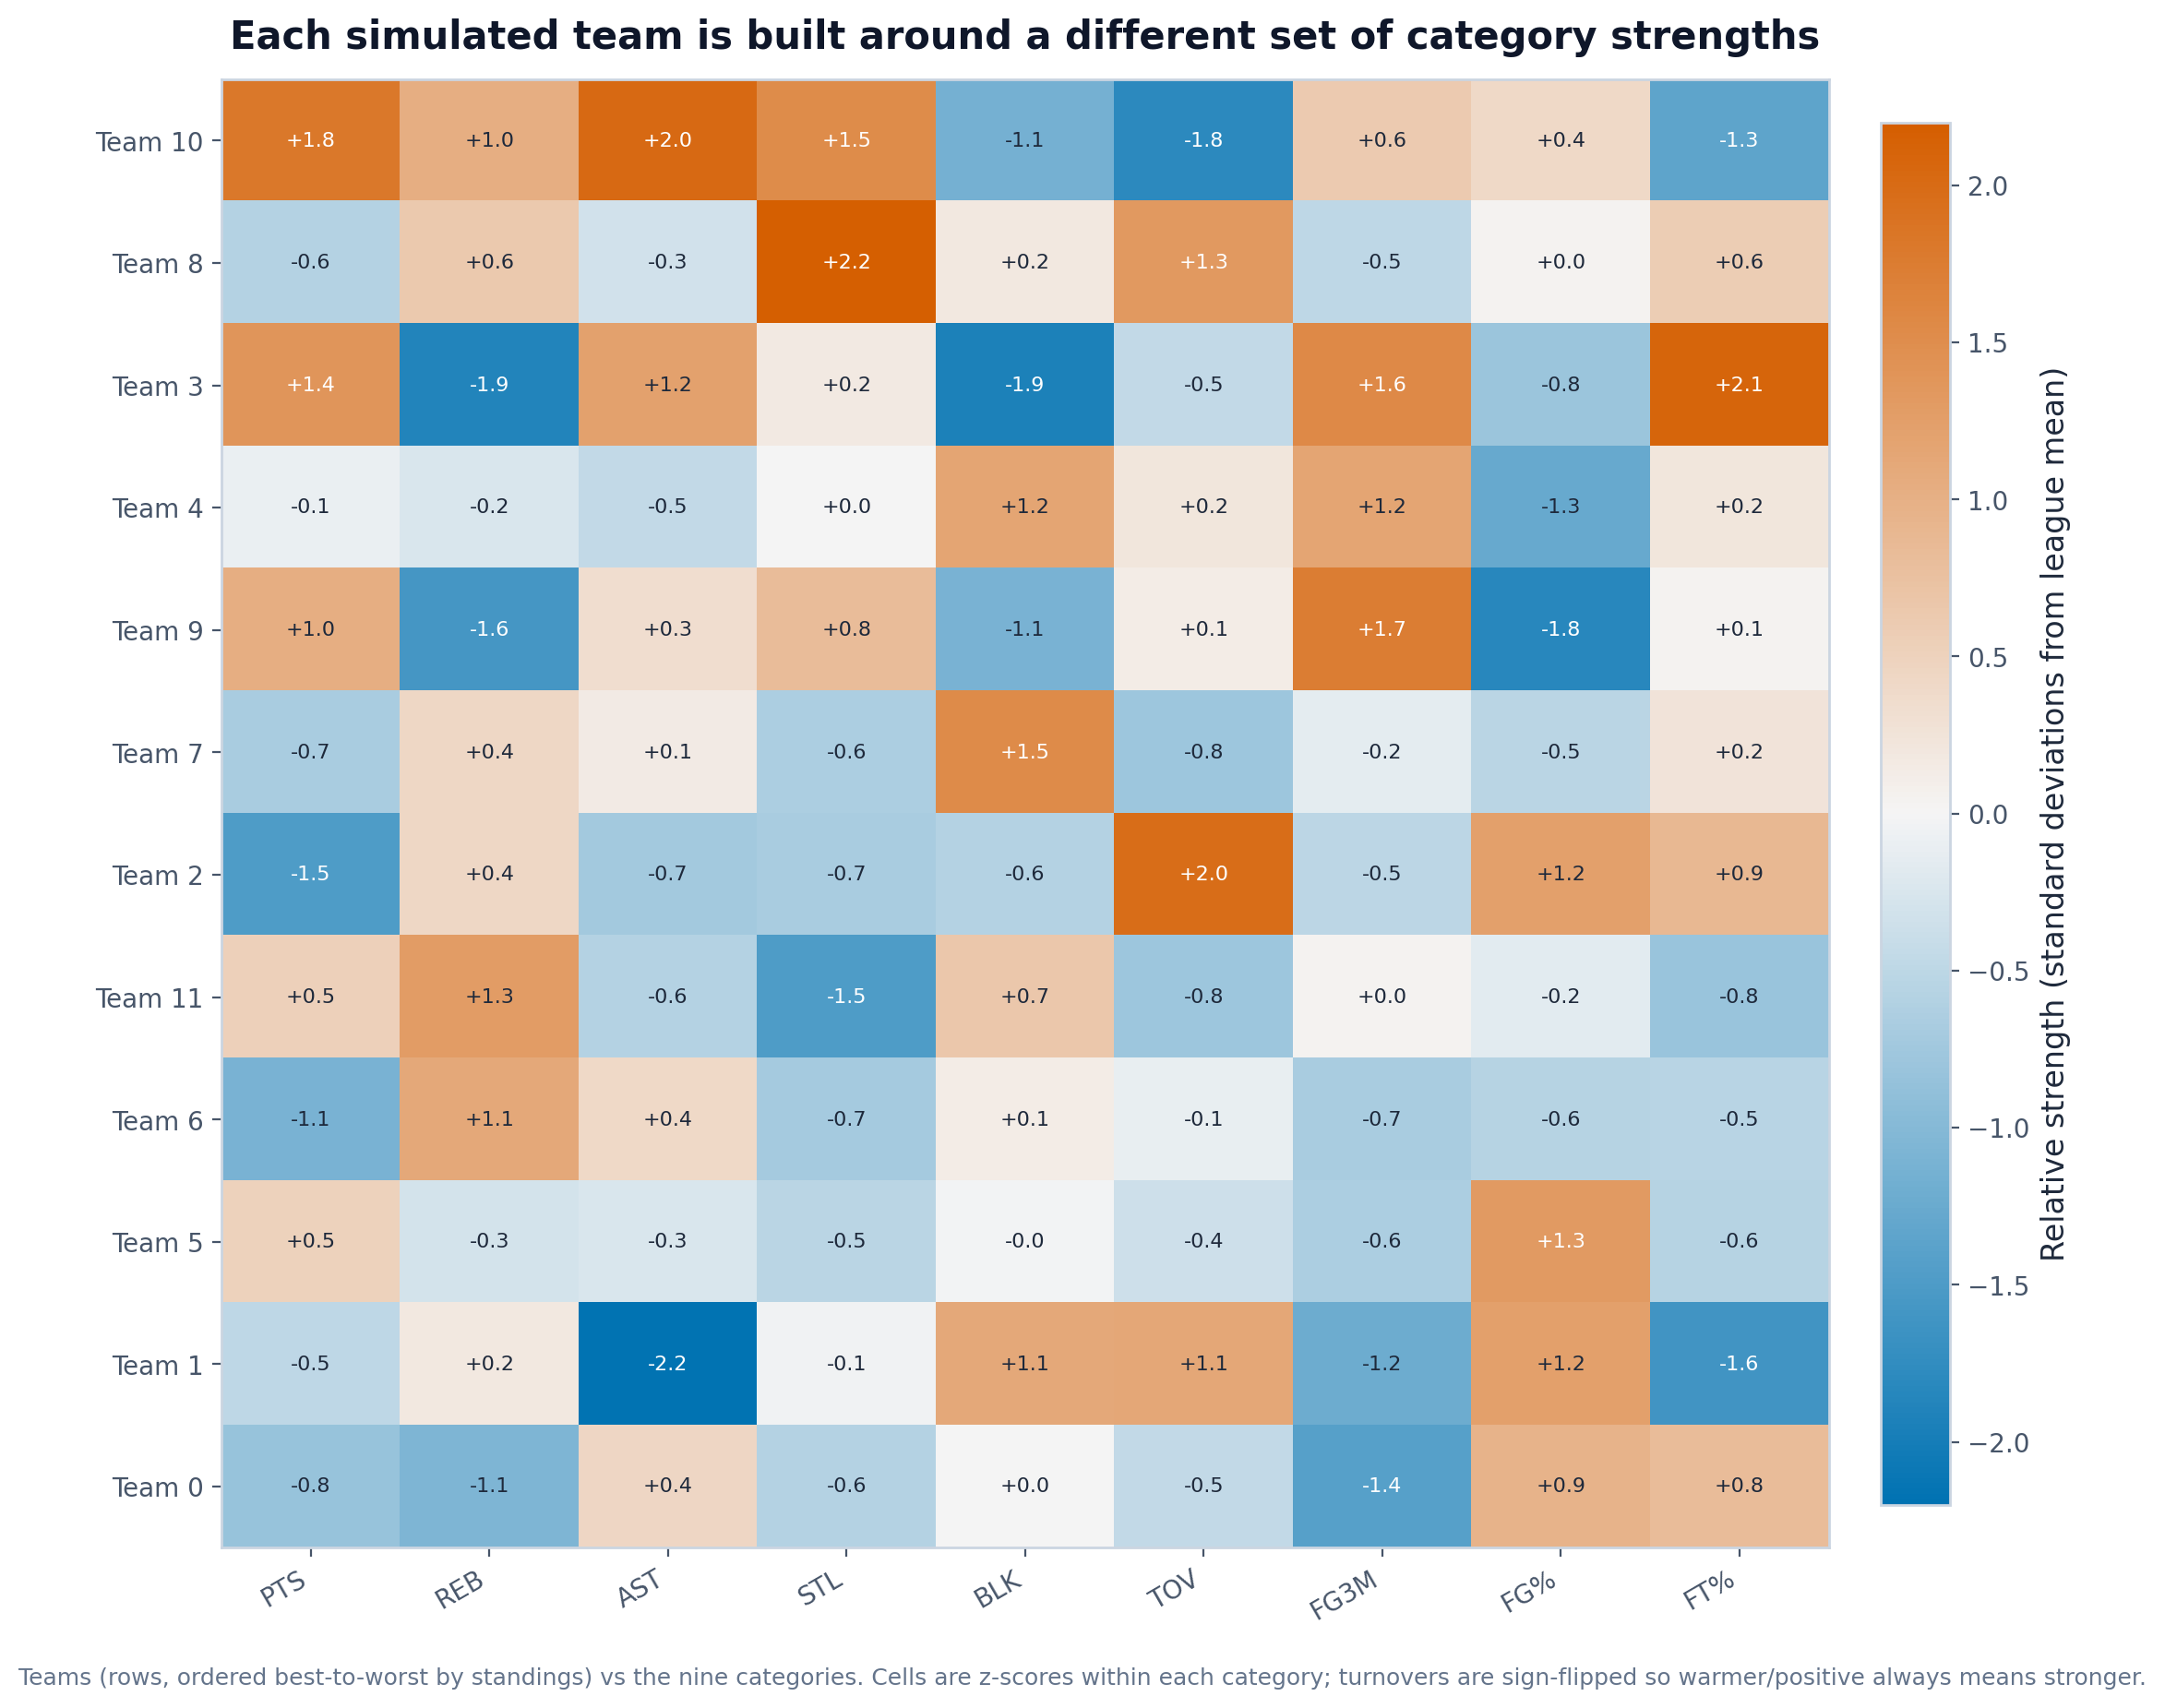 Each simulated team is built around a different set of category strengths
Team 10 +1.8 +1.0 +2.0 +1.5 -1.1 -1.8 +0.6 +0.4 -1.3
Team 8 -0.6 +0.6 -0.3 +2.2 +0.2 +1.3 -0.5 +0.0 +0.6
Team 3 +1.4 -1.9 +1.2 +0.2 -1.9 -0.5 +1.6 -0.8 +2.1
Team 4 -0.1 -0.2 -0.5 +0.0 +1.2 +0.2 +1.2 -1.3 +0.2
Team 9 +1.0 -1.6 +0.3 +0.8 -1.1 +0.1 +1.7 -1.8 +0.1
Team 7 -0.7 +0.4 +0.1 -0.6 +1.5 -0.8 -0.2 -0.5 +0.2
Team 2 -1.5 +0.4 -0.7 -0.7 -0.6 +2.0 -0.5 +1.2 +0.9
Team 11 +0.5 +1.3 -0.6 -1.5 +0.7 -0.8 +0.0 -0.2 -0.8
Team 6 -1.1 +1.1 +0.4 -0.7 +0.1 -0.1 -0.7 -0.6 -0.5
Team 5 +0.5 -0.3 -0.3 -0.5 -0.0 -0.4 -0.6 +1.3 -0.6
Team 1 -0.5 +0.2 -2.2 -0.1 +1.1 +1.1 -1.2 +1.2 -1.6
Team 0 -0.8 -1.1 +0.4 -0.6 +0.0 -0.5 -1.4 +0.9 +0.8
PTS REB AST STL BLK TOV FG3M FG% FT%
2.0
1.5
1.0
0.5
0.0
−0.5
−1.0
−1.5
−2.0
Relative strength (standard deviations from league mean)
Teams (rows, ordered best-to-worst by standings) vs the nine categories. Cells are z-scores within each category; turnovers are sign-flipped so warmer/positive always means stronger.